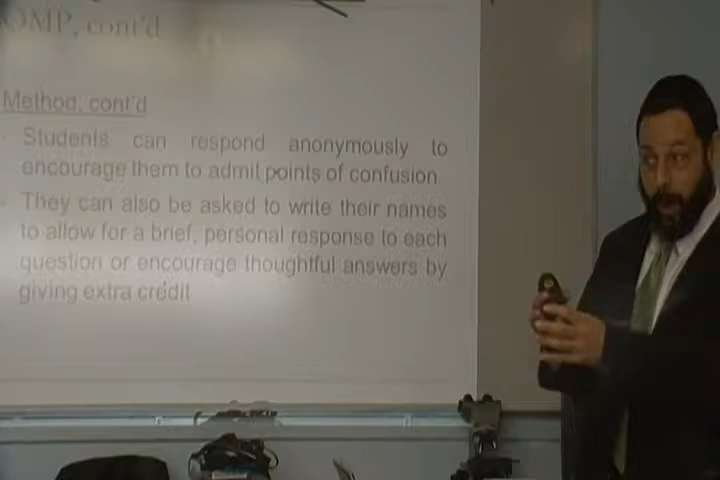 OMP, cont'd
Method, cont'd
Students can respond anonymously to
encourage them to admit points of confusion
They can also be asked to write their names
to allow for a brief, personal response to each
question or encourage thoughtful answers by
giving extra credit